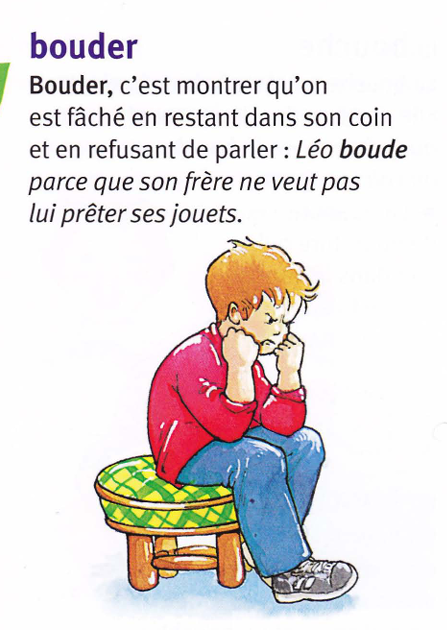 bouder
Bouder, c'est montrer qu'on
est fâché en restant dans son coin
et en refusant de parler : Léo boude
parce que son frère ne veut pas
lui prêter ses jouets.